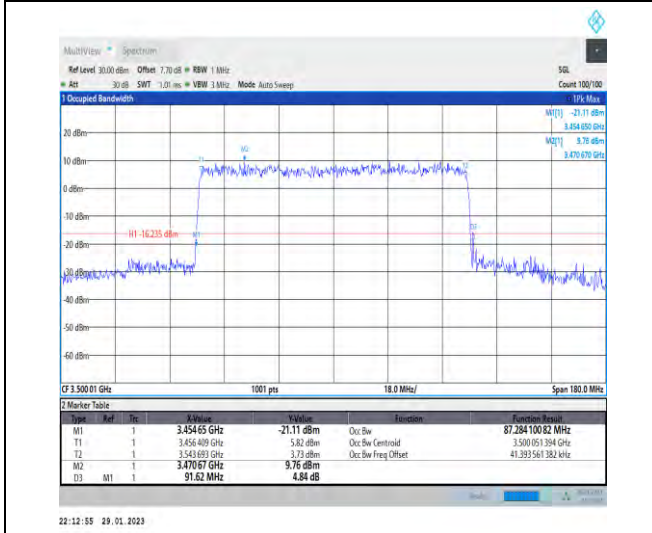 MultiView Spectrum
Ref Level 30.00 dBm Offset 7.70 dB RBW 1 MHz SGL
Att 30 dB SWT 1.01 ms VBW 3 MHz Mode Auto Sweep Count 100/100
1 Occupied Bandwidth 1Pk Max
M1[1] -21.11 dBm
3.454 650 GHz
20 dBm M2[1] 9.76 dBm
3.470 670 GHz
M2
10 dBm T1 T2
0 dBm
-10 dBm
H1 -16.235 dBm M1 D3
-20 dBm
-30 dBm
-40 dBm
-50 dBm
-60 dBm
CF 3.500 01 GHz 1001 pts 18.0 MHz/ Span 180.0 MHz
2 Marker Table
Type Ref Trc X-Value Y-Value Function Function Result
M1 1 3.454 65 GHz -21.11 dBm Occ Bw 87.284 100 82 MHz
T1 1 3.456 409 GHz 5.82 dBm Occ Bw Centroid 3.500 051 394 GHz
T2 1 3.543 693 GHz 3.73 dBm Occ Bw Freq Offset 41.393 561 382 kHz
M2 1 3.470 67 GHz 9.76 dBm
D3 M1 1 91.62 MHz 4.84 dB
22:12:55 29.01.2023